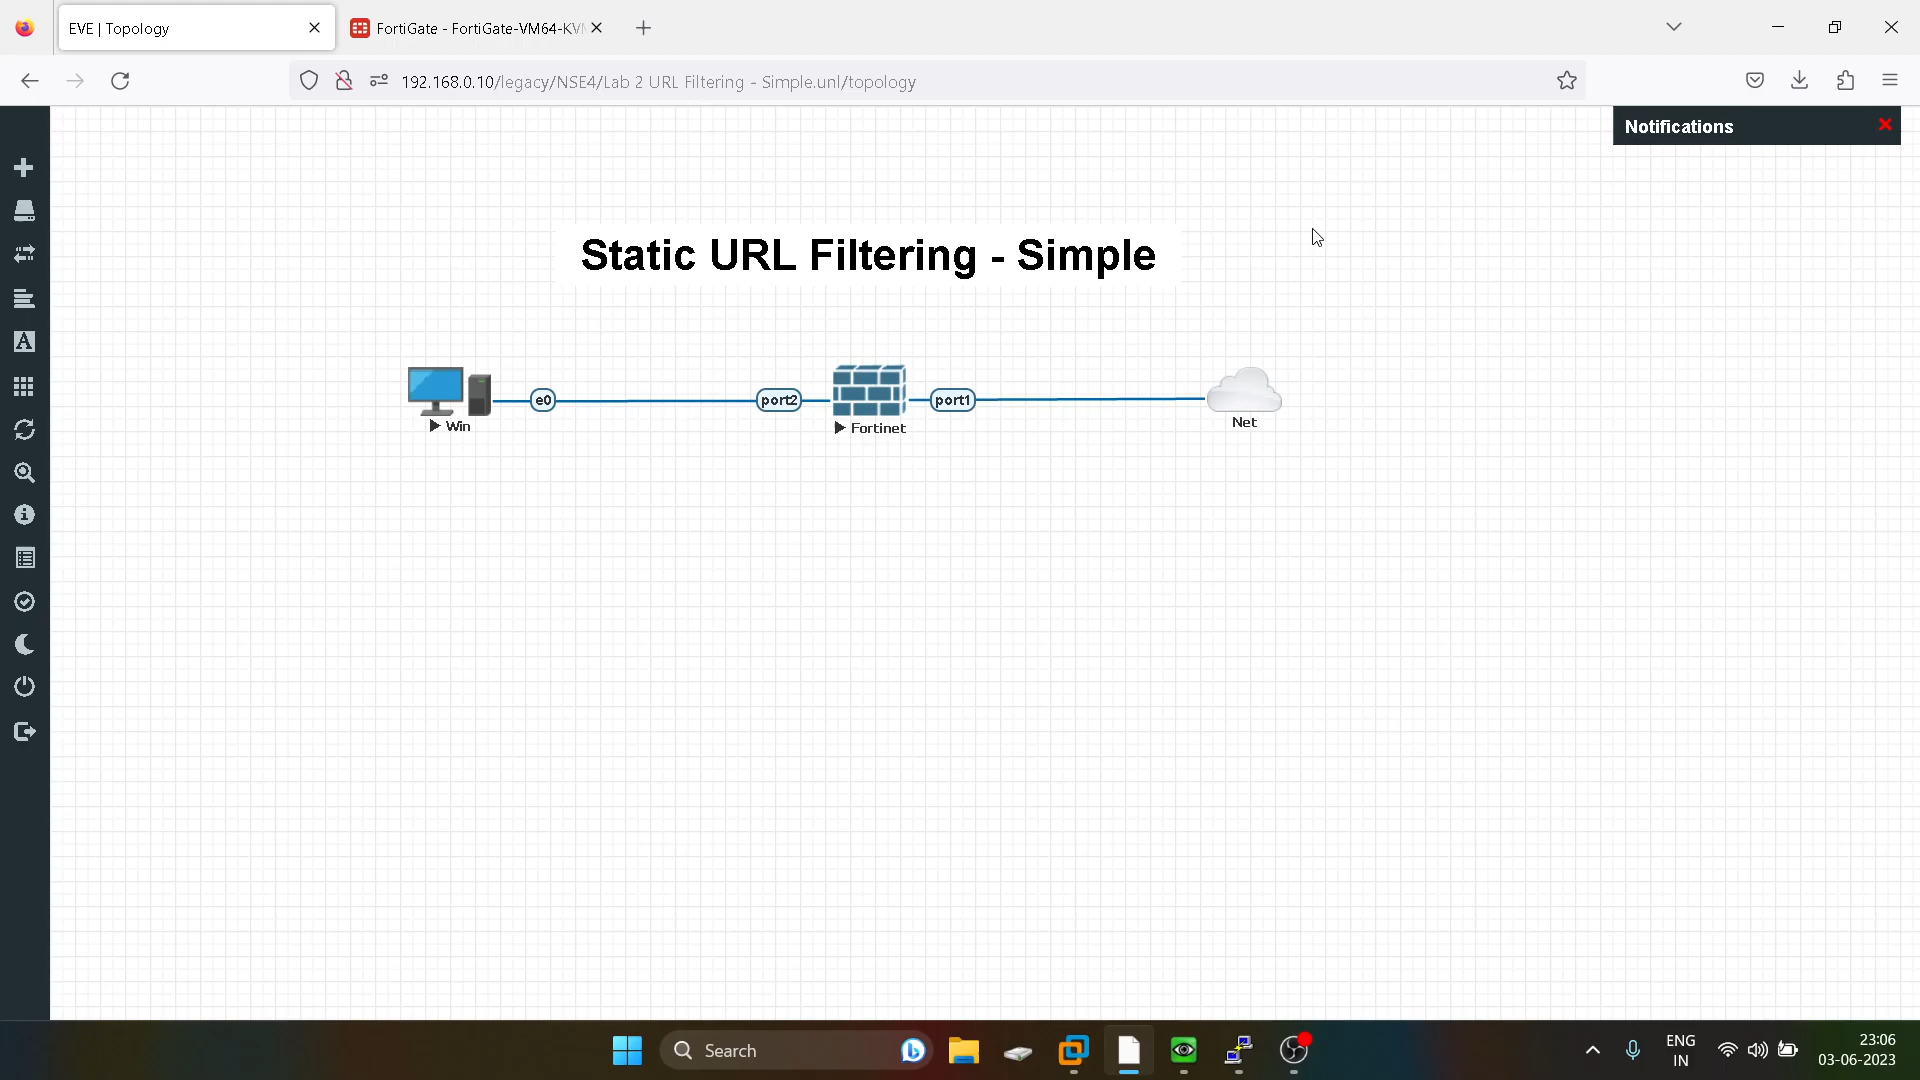 EVE | Topology
FortiGate - FortiGate-VM64-KV
192.168.0.10/legacy/NSE4/Lab 2 URL Filtering - Simple.unl/topology
Notifications
Static URL Filtering - Simple
e0
port2
port1
Win
Fortinet
Net
Search
ENG
IN
23:06
03-06-2023